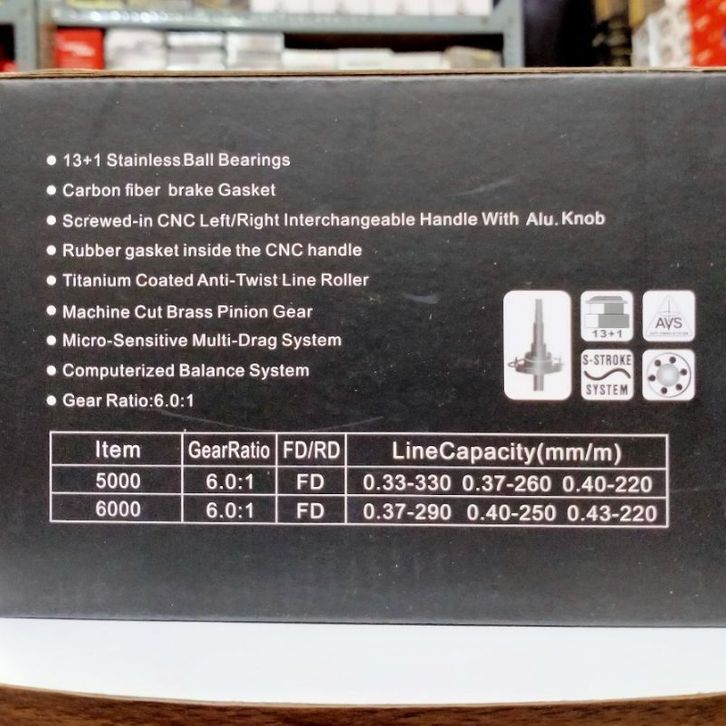 ● 13+1 Stainless Ball Bearings
● Carbon fiber brake Gasket
● Screwed-in CNC Left/Right Interchangeable Handle With Alu. Knob
● Rubber gasket inside the CNC handle
● Titanium Coated Anti-Twist Line Roller
● Machine Cut Brass Pinion Gear
● Micro-Sensitive Multi-Drag System
● Computerized Balance System
● Gear Ratio:6.0:1
13+1
AVS
S-STROKE
SYSTEM
Item GearRatio FD/RD LineCapacity(mm/m)
5000 6.0:1 FD 0.33-330 0.37-260 0.40-220
6000 6.0:1 FD 0.37-290 0.40-250 0.43-220